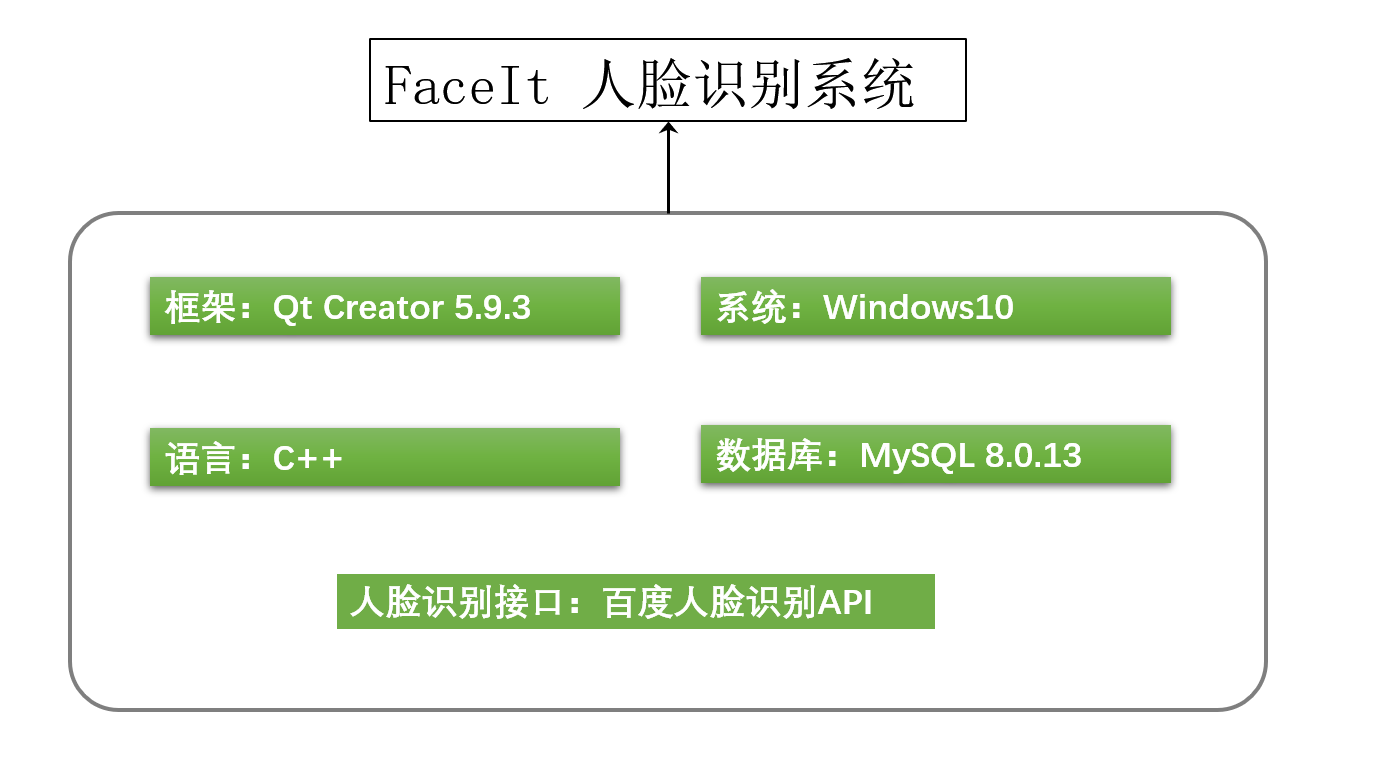 FaceIt 人脸识别系统
框架：Qt Creator 5.9.3
系统：Windows10
语言：C++
数据库：MySQL 8.0.13
人脸识别接口：百度人脸识别API